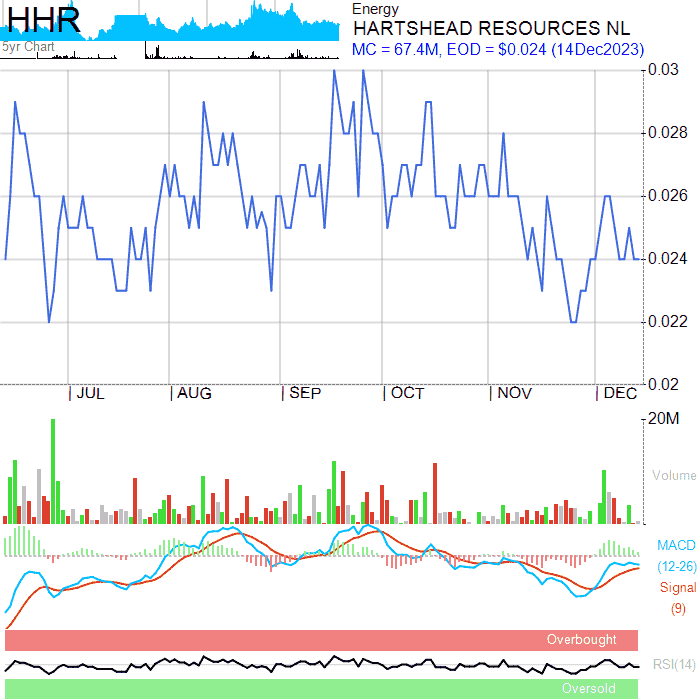 HHR
5yr Chart
Energy
HARTSHEAD RESOURCES NL
MC = 67.4M, EOD = $0.024 (14Dec2023)
0.03
0.028
0.026
0.024
0.022
0.02
JUL AUG SEP OCT NOV DEC
20M
Volume
MACD
(12-26)
Signal
(9)
Overbought
RSI(14)
Oversold